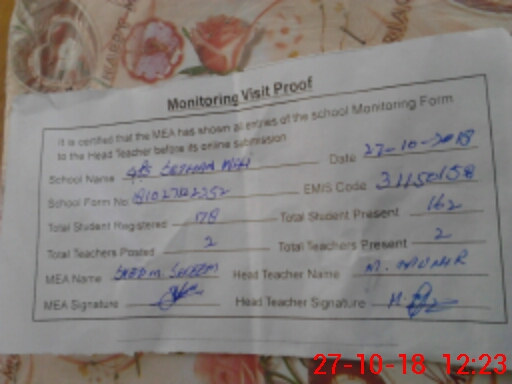 Monitoring Visit Proof
It is certified that the MEA has shown all entries of the school Monitoring Form
to the Head Teacher before its online submission
School Name GPS Date 27-10-2018
School Form No EMIS Code 31150158
Total Student Registered 178 Total Student Present 162
Total Teachers Posted 2 Total Teachers Present 2
MEA Name Head Teacher Name M. MUNIR
MEA Signature Head Teacher Signature
27-10-18 12:23